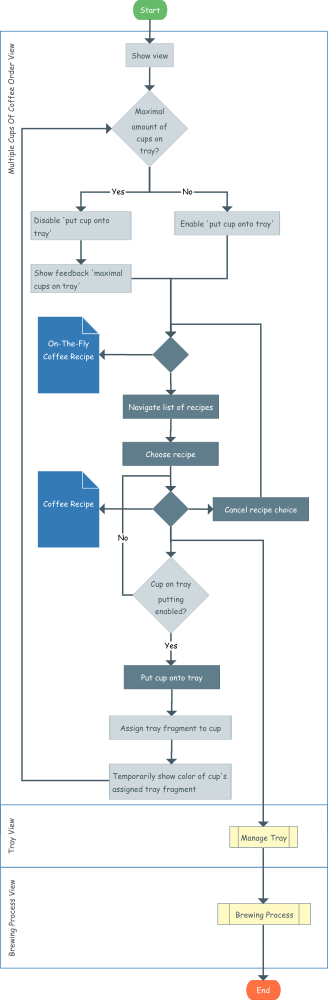 Start
Multiple Cups Of Coffee Order View
Show view
Maximal
amount of
cups on
tray?
Yes
No
Disable 'put cup onto
tray'
Enable 'put cup onto tray'
Show feedback 'maximal
cups on tray'
On-The-Fly
Coffee Recipe
Navigate list of recipes
Choose recipe
Coffee Recipe
Cancel recipe choice
No
Cup on tray
putting
enabled?
Yes
Put cup onto tray
Assign tray fragment to cup
Temporarily show color of cup's
assigned tray fragment
Tray View
Manage Tray
Brewing Process View
Brewing Process
End